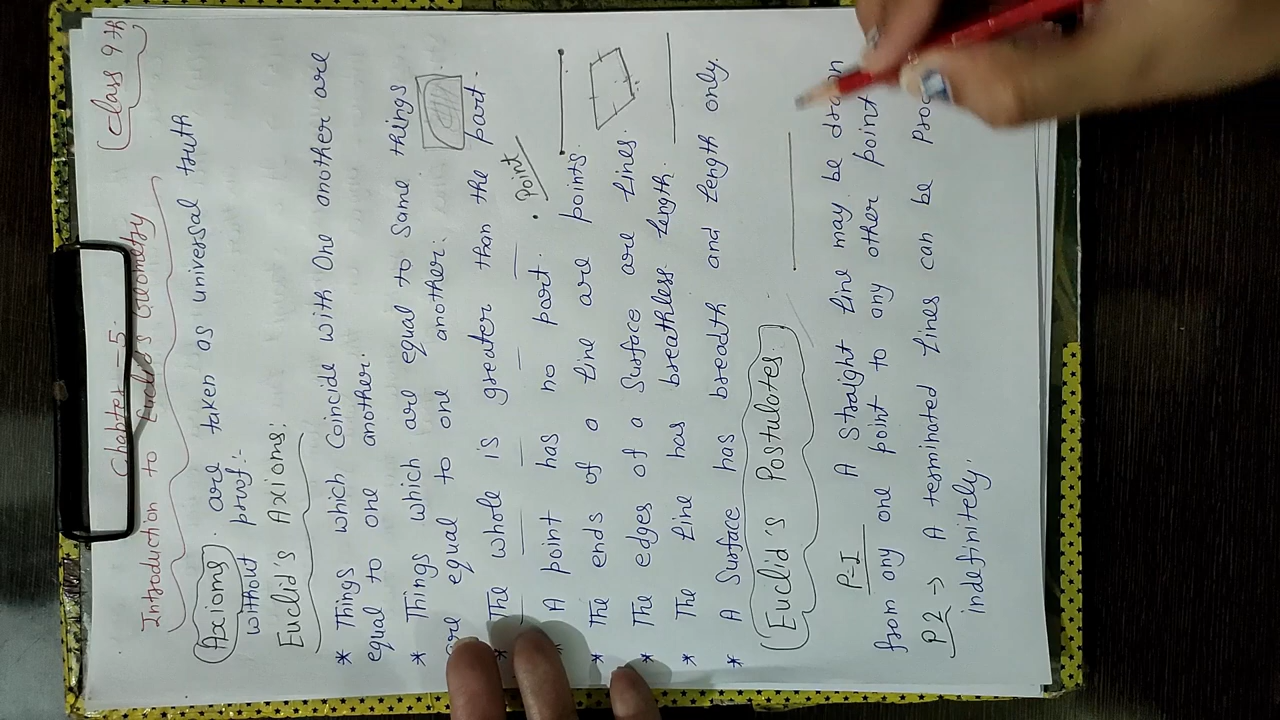 Chapter - 5.
(Class 9th)
Introduction to Euclid's Geometry
Axioms . are taken as universal truth
without proof:-
Euclid's Axioms:
* Things which Coincide with One another are
equal to one another.
* Things which are equal to same things
are equal to one another.
* The whole is greater than the part.
A point has no part. . Point
* The ends of a line are points.
* The edges of a Surface are lines.
* The line has breathless length.
* A Surface has breadth and length only.
Euclid's Postulates.
P-I A Straight line may be drawn
from any one point to any other point
P2 → A terminated lines can be
indefinitely.